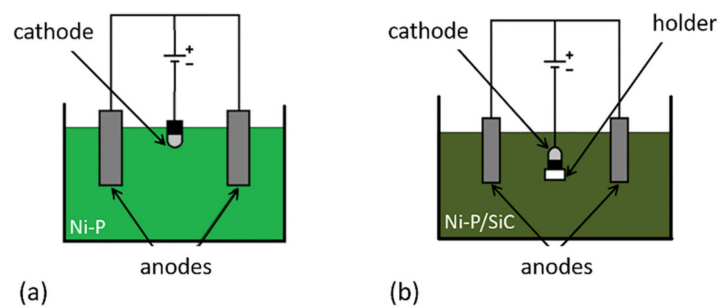 cathode
+
−
Ni-P
anodes
(a)
cathode
holder
+
−
Ni-P/SiC
anodes
(b)